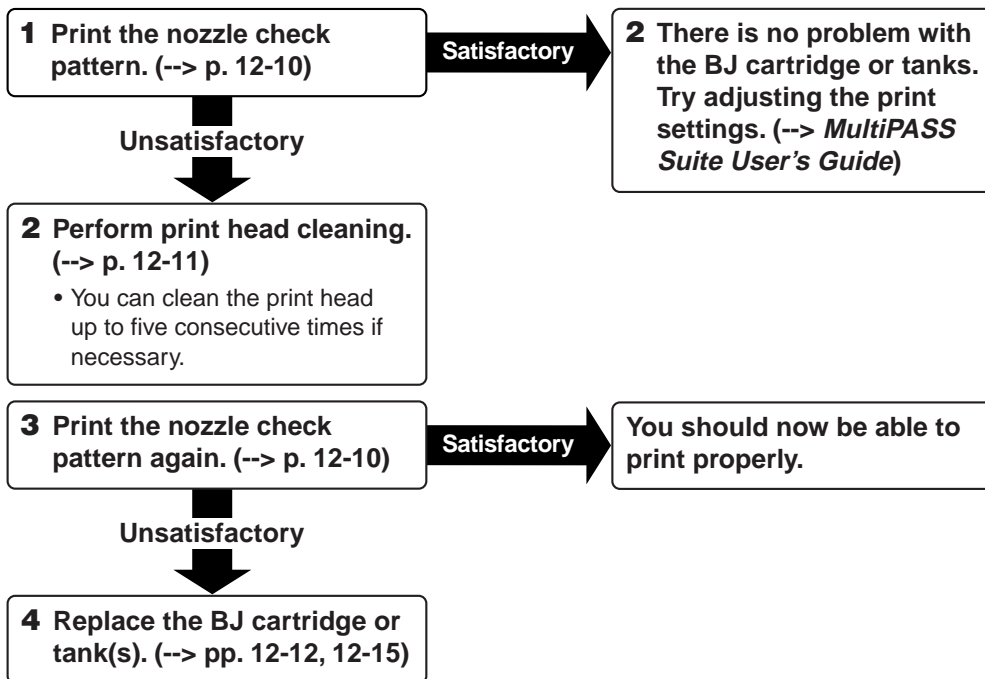 1 Print the nozzle check
pattern. (--> p. 12-10)
Satisfactory
2 There is no problem with
the BJ cartridge or tanks.
Try adjusting the print
settings. (--> MultiPASS
Suite User's Guide)
Unsatisfactory
2 Perform print head cleaning.
(--> p. 12-11)
• You can clean the print head
up to five consecutive times if
necessary.
3 Print the nozzle check
pattern again. (--> p. 12-10)
Satisfactory
You should now be able to
print properly.
Unsatisfactory
4 Replace the BJ cartridge or
tank(s). (--> pp. 12-12, 12-15)